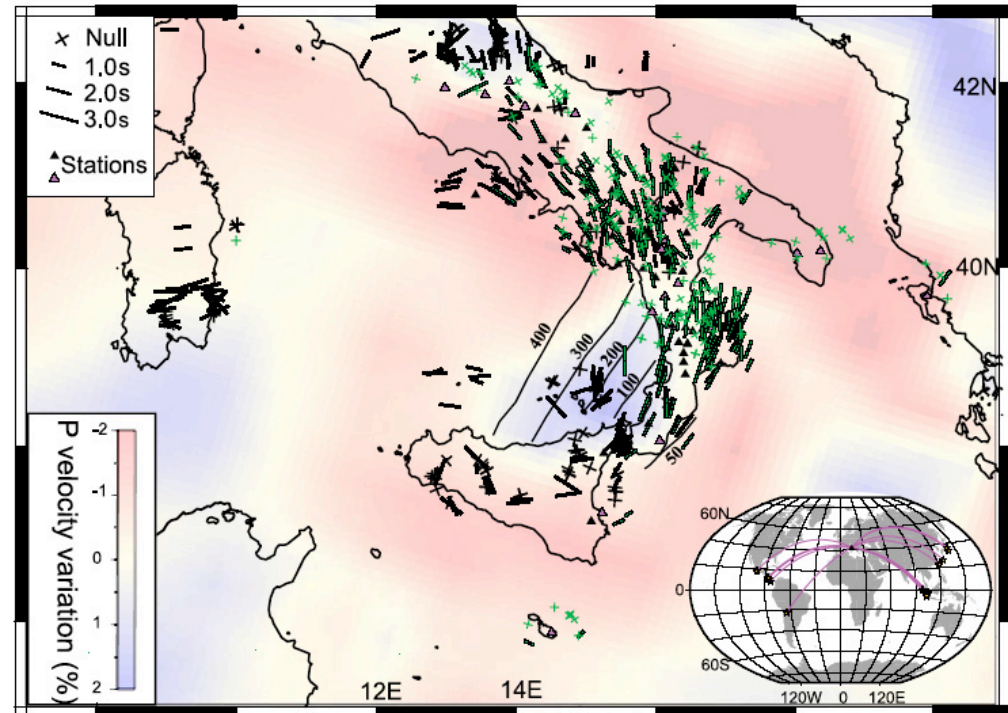 Null
1.0s
2.0s
3.0s
Stations
42N
40N
400
300
200
100
50
P velocity variation (%)
-2
-1
0
1
2
12E 14E
60N
0
60S
120W 0 120E